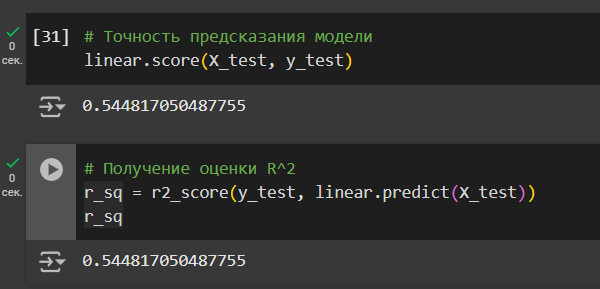 [31] # Точность предсказания модели
0
сек.
linear.score(X_test, y_test)
0.544817050487755
0
сек.
# Получение оценки R^2
r_sq = r2_score(y_test, linear.predict(X_test))
r_sq
0.544817050487755